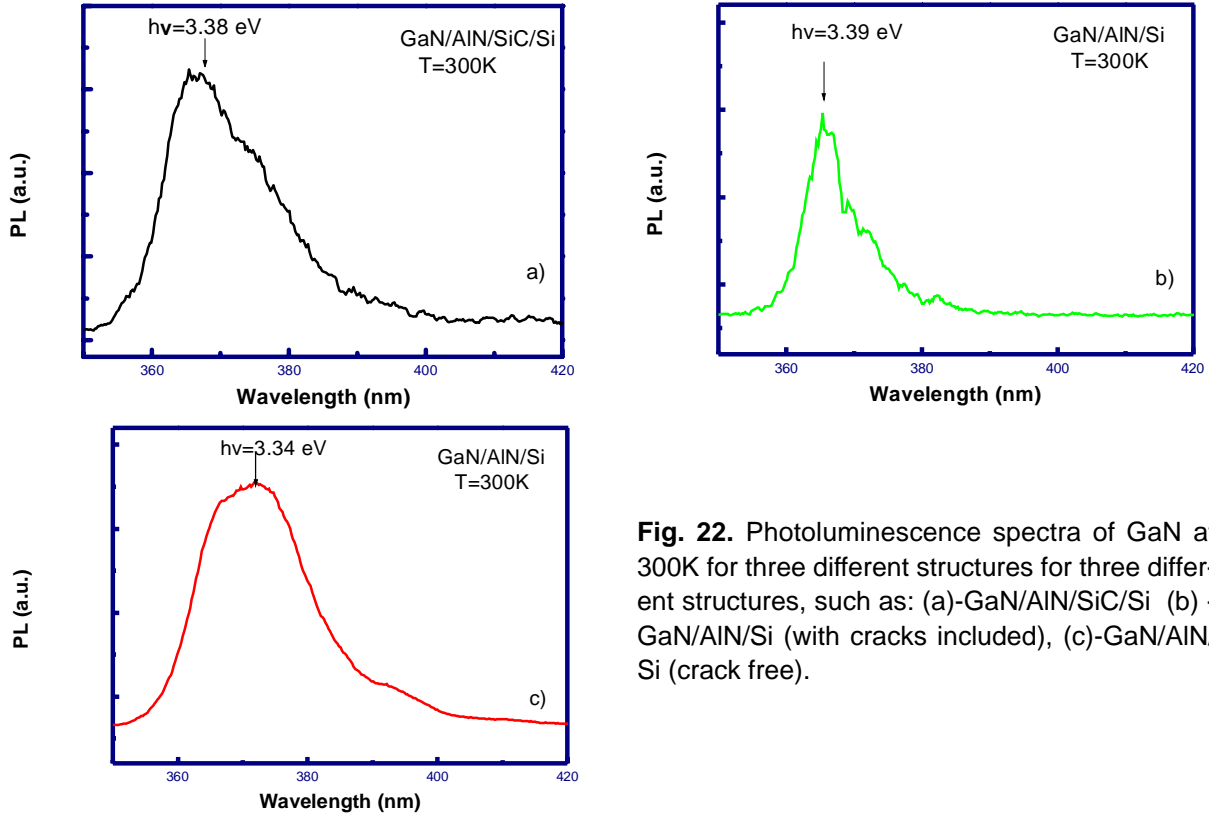 hv=3.38 eV
GaN/AlN/SiC/Si
T=300K
a)
PL (a.u.)
360
380
400
420
Wavelength (nm)
hv=3.39 eV
GaN/AlN/Si
T=300K
b)
PL (a.u.)
360
380
400
420
Wavelength (nm)
hv=3.34 eV
GaN/AlN/Si
T=300K
c)
PL (a.u.)
360
380
400
420
Wavelength (nm)
Fig. 22. Photoluminescence spectra of GaN a
300K for three different structures for three differ-
ent structures, such as: (a)-GaN/AlN/SiC/Si (b) -
GaN/AlN/Si (with cracks included), (c)-GaN/AlN/
Si (crack free).